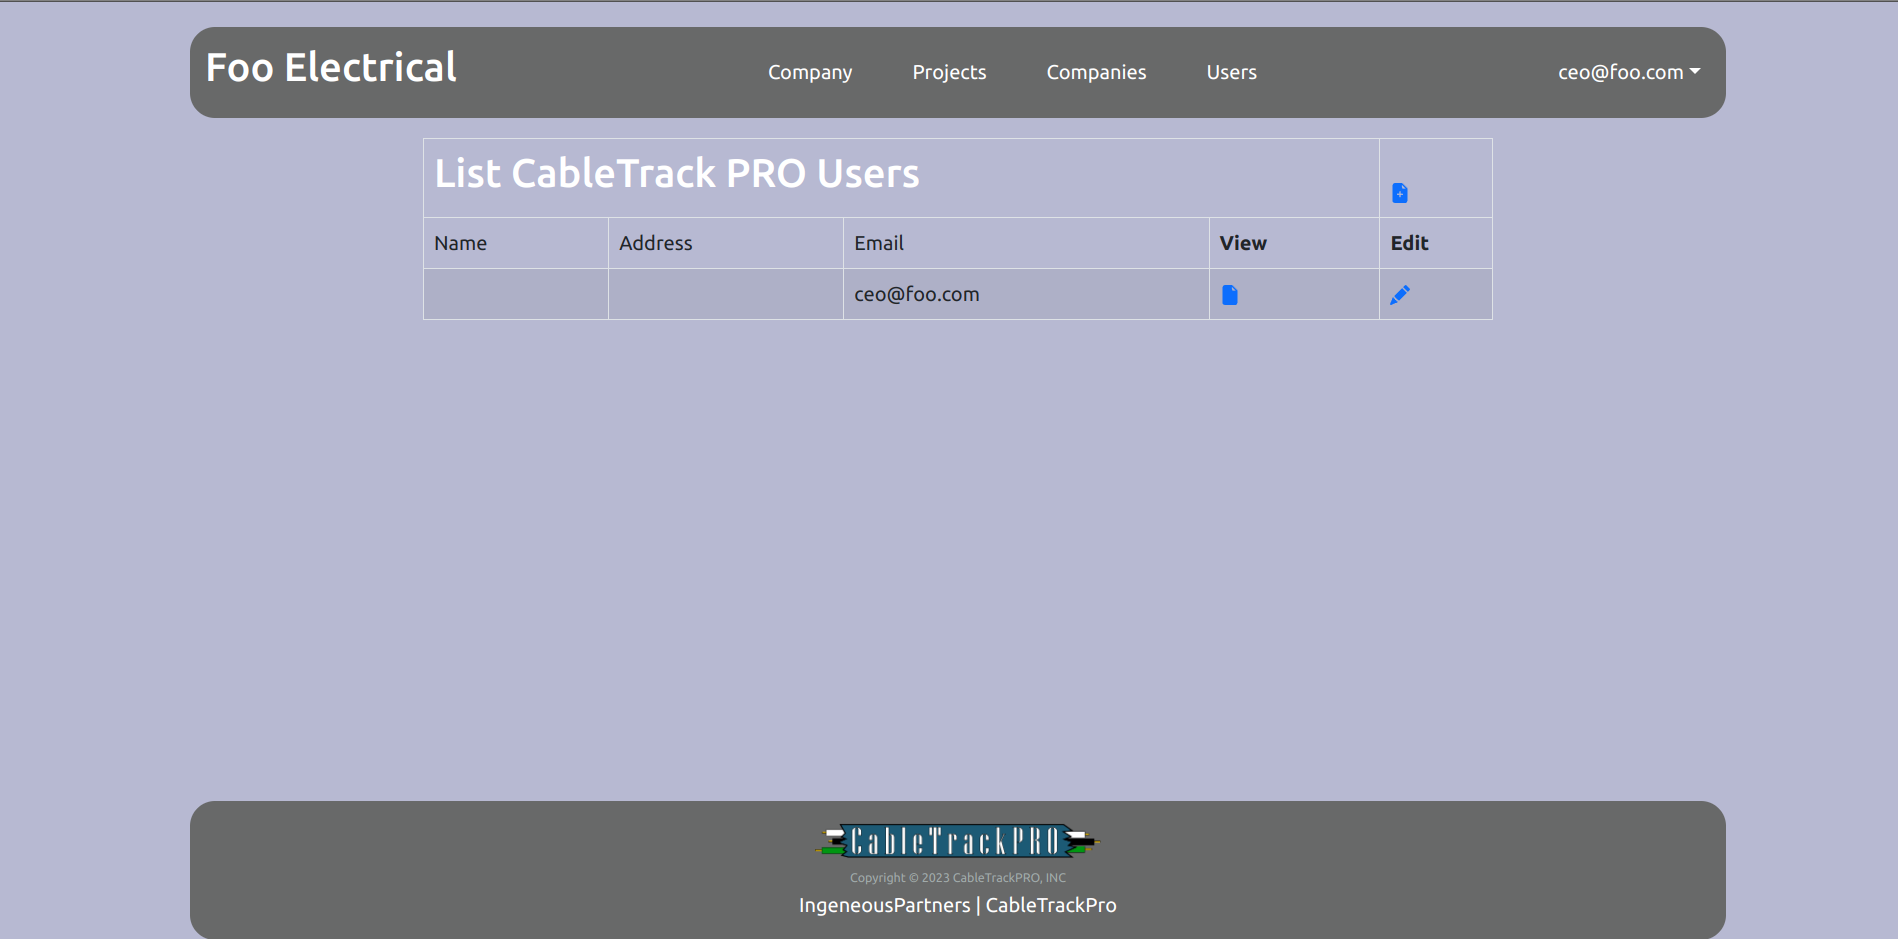 Foo Electrical Company Projects Companies Users ceo@foo.com
List CableTrack PRO Users
Name Address Email View Edit
ceo@foo.com
CableTrackPRO
Copyright © 2023 CableTrackPRO, INC
IngeneousPartners | CableTrackPro